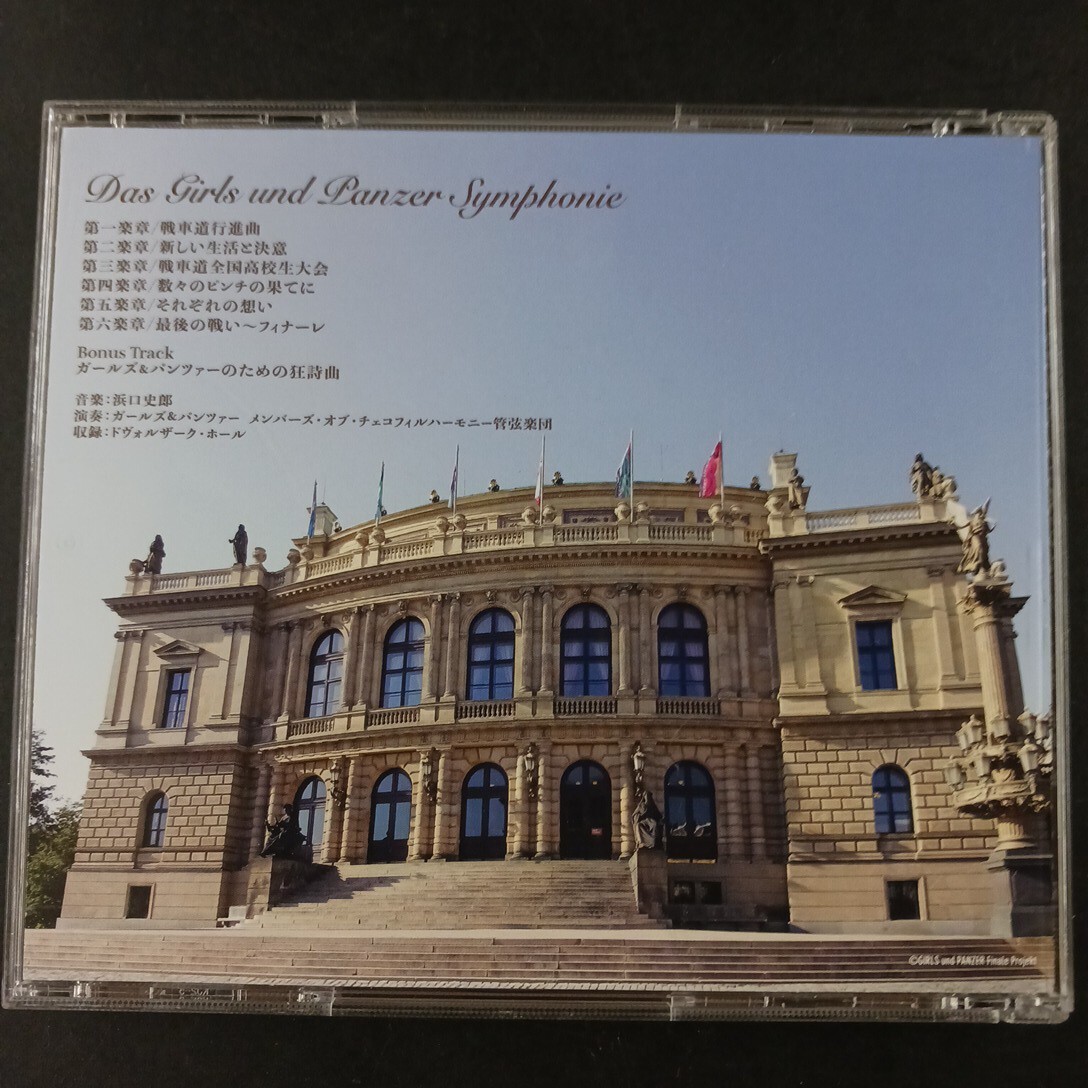 Das Girls und Panzer Symphonie
第一楽章/戦車道行進曲
第二楽章/新しい生活と決意
第三楽章/戦車道全国高校生大会
第四楽章/数々のピンチの果てに
第五楽章/それぞれの想い
第六楽章/最後の戦い〜フィナーレ
Bonus Track
ガールズ&パンツァーのための狂詩曲
音楽:浜口史郎
演奏:ガールズ&パンツァー メンバーズ・オブ・チェコフィルハーモニー管弦楽団
収録:ドヴォルザーク・ホール
©GIRLS und PANZER Finale Projekt